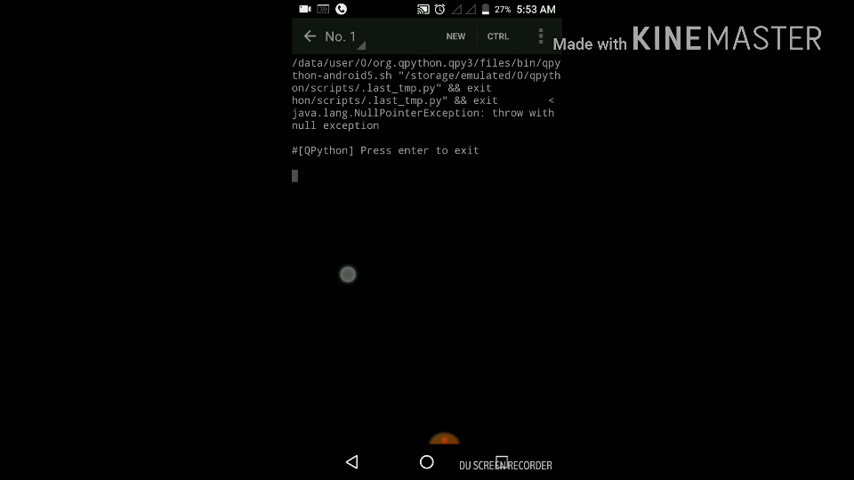 27% 5:53 AM
No. 1 NEW CTRL
Made with KINEMASTER
/data/user/0/org.qpython.qpy3/files/bin/qpy
thon-android5.sh "/storage/emulated/0/qpyth
on/scripts/.last_tmp.py" && exit
hon/scripts/.last_tmp.py" && exit <
java.lang.NullPointerException: throw with
null exception
#[QPython] Press enter to exit
DU SCREEN RECORDER